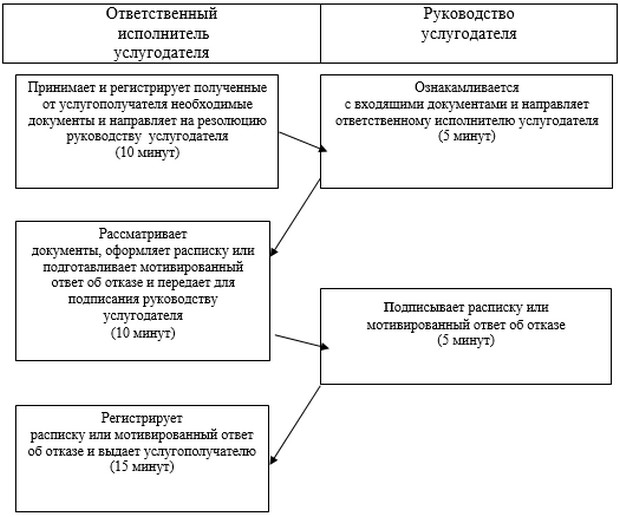 Ответственный
исполнитель
услугодателя
Руководство
услугодателя
Принимает и регистрирует полученные
от услугополучателя необходимые
документы и направляет на резолюцию
руководству услугодателя
(10 минут)
Ознакамливается
с входящими документами и направляет
ответственному исполнителю услугодателя
(5 минут)
Рассматривает
документы, оформляет расписку или
подготавливает мотивированный
ответ об отказе и передает для
подписания руководству
услугодателя
(10 минут)
Подписывает расписку или
мотивированный ответ об отказе
(5 минут)
Регистрирует
расписку или мотивированный ответ
об отказе и выдает услугополучателю
(15 минут)